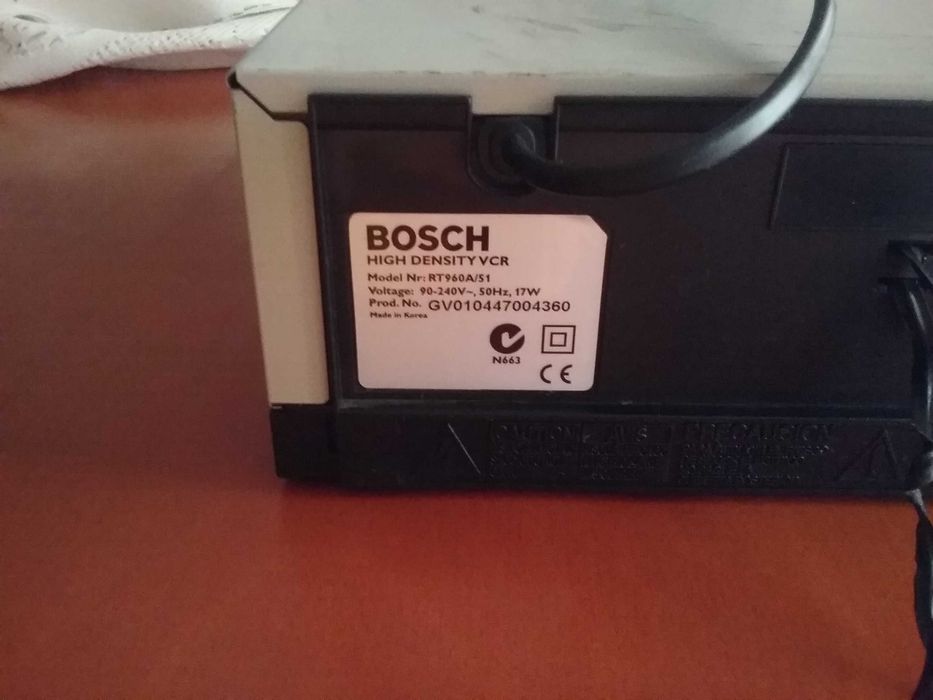 BOSCH
HIGH DENSITY VCR
Model Nr: RT960A/51
Voltage: 90-240V~, 50Hz, 17W
Prod. No. GV010447004360
Made in Korea
N663
CE
CAUTION